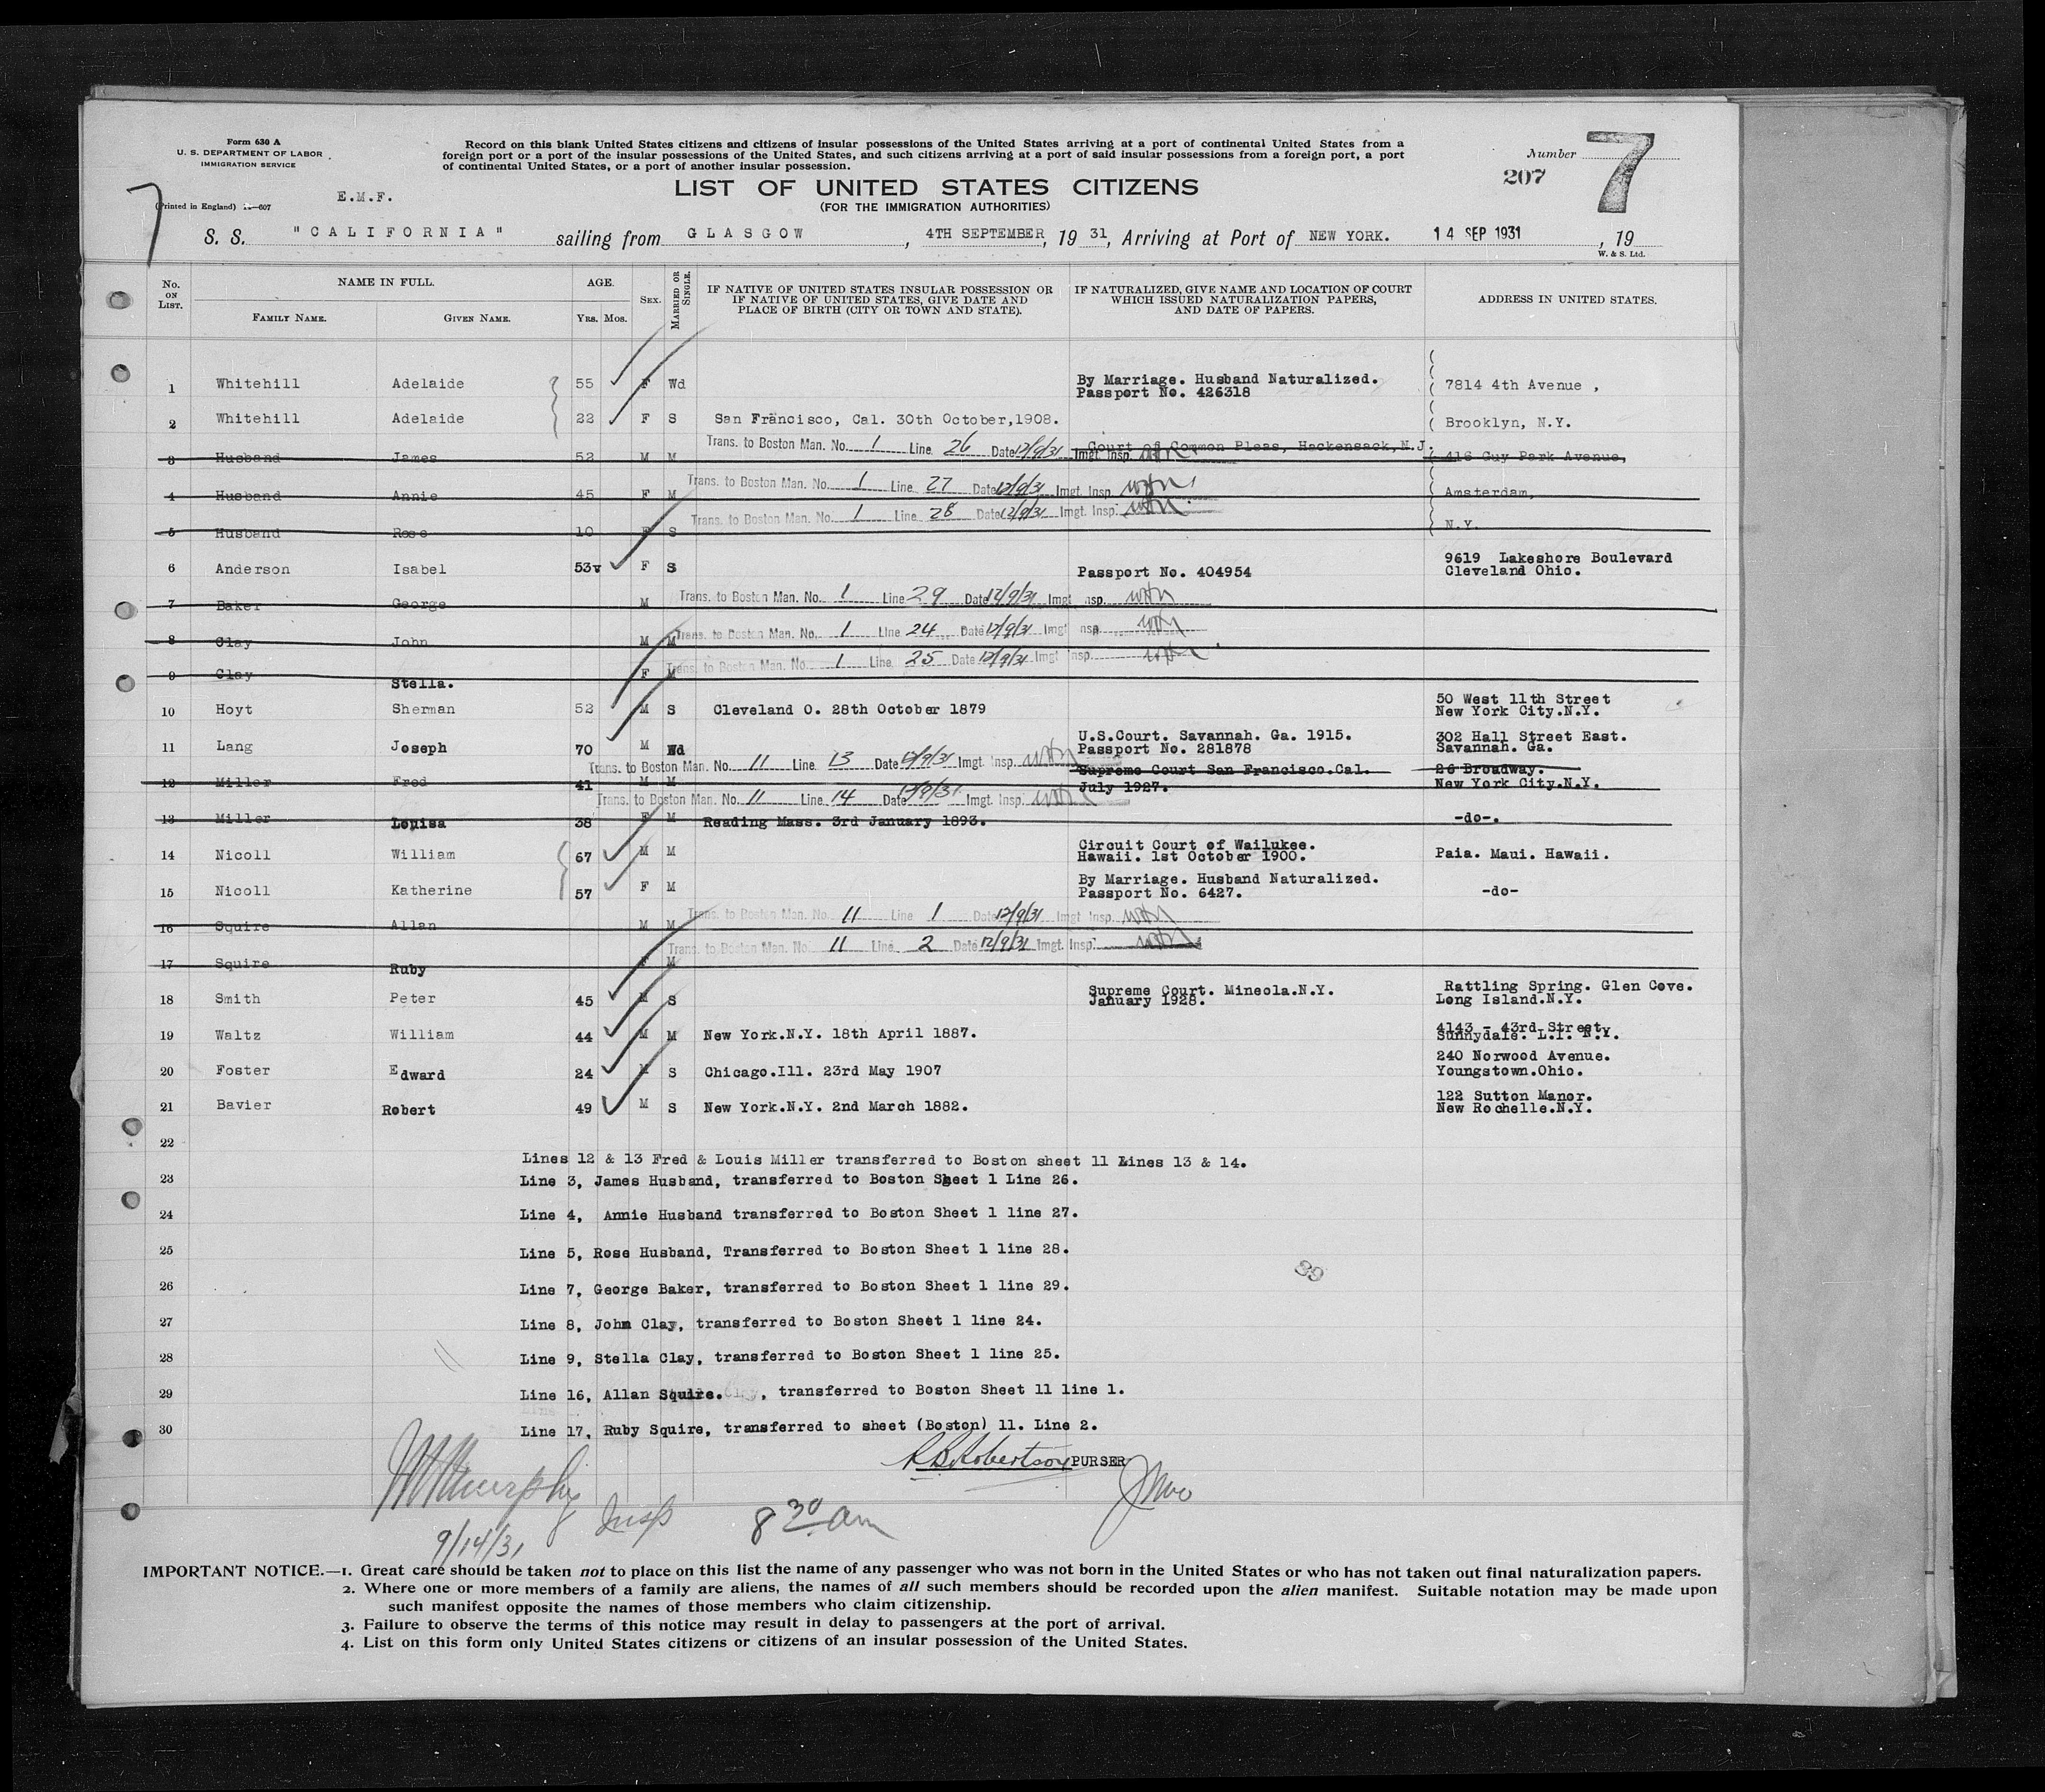 Form 630 A
U. S. DEPARTMENT OF LABOR
IMMIGRATION SERVICE
(Printed in England) —607
E.M.F.
7
Record on this blank United States citizens and citizens of insular possessions of the United States arriving at a port of continental United States from a
foreign port or a port of the insular possessions of the United States, and such citizens arriving at a port of said insular possessions from a foreign port, a port
of continental United States, or a port of another insular possession.
LIST OF UNITED STATES CITIZENS
(FOR THE IMMIGRATION AUTHORITIES)
Number 7
207
S. S. "CALIFORNIA" sailing from GLASGOW, 4TH SEPTEMBER, 19 31, Arriving at Port of NEW YORK. 14 SEP 1931, 19
W. & S. Ltd.
No. ON LIST. NAME IN FULL. AGE. SEX. MARRIED OR SINGLE. IF NATIVE OF UNITED STATES INSULAR POSSESSION OR IF NATIVE OF UNITED STATES, GIVE DATE AND PLACE OF BIRTH (CITY OR TOWN AND STATE). IF NATURALIZED, GIVE NAME AND LOCATION OF COURT WHICH ISSUED NATURALIZATION PAPERS, AND DATE OF PAPERS. ADDRESS IN UNITED STATES.
FAMILY NAME. GIVEN NAME. YRS. MOS.
1 Whitehill Adelaide 55 F Wd By Marriage. Husband Naturalized. Passport No. 426318 7814 4th Avenue ,
2 Whitehill Adelaide 22 F S San Francisco, Cal. 30th October,1908. Brooklyn, N.Y.
Trans. to Boston Man. No. 1 Line 26 Date 12/9/31 Imgt. Insp.
3 Husband James 52 M M Court of Common Pleas, Hackensack,N.J. 416 Guy Park Avenue,
Trans. to Boston Man. No. 1 Line 27 Date 12/9/31 Imgt. Insp.
4 Husband Annie 45 F M Amsterdam,
Trans. to Boston Man. No. 1 Line 28 Date 12/9/31 Imgt. Insp.
5 Husband Rose 10 F S N.Y.
6 Anderson Isabel 53 F S Passport No. 404954 9619 Lakeshore Boulevard Cleveland Ohio.
Trans. to Boston Man. No. 1 Line 29 Date 12/9/31 Imgt Insp.
7 Baker George M
Trans. to Boston Man. No. 1 Line 24 Date 12/9/31 Imgt Insp
8 Clay John M M
Trans. to Boston Man. No. 1 Line 25 Date 12/9/31 Imgt Insp.
9 Clay Stella. F M
10 Hoyt Sherman 52 M S Cleveland O. 28th October 1879 50 West 11th Street New York City.N.Y.
11 Lang Joseph 70 M Wd U.S.Court. Savannah. Ga. 1915. Passport No. 281878 302 Hall Street East. Savannah. Ga.
Trans. to Boston Man. No. 11 Line 13 Date 12/9/31 Imgt. Insp.
12 Miller Fred 41 M M Supreme Court San Francisco.Cal. July 1927. 26 Broadway. New York City.N.Y.
Trans. to Boston Man. No. 11 Line 14 Date 12/9/31 Imgt. Insp.
13 Miller Louisa 38 F M Reading Mass. 3rd January 1893. -do-.
14 Nicoll William 67 M M Circuit Court of Wailukee. Hawaii. 1st October 1900. Paia. Maui. Hawaii.
15 Nicoll Katherine 57 F M By Marriage. Husband Naturalized. Passport No. 6427. -do-
Trans. to Boston Man. No. 11 Line 1 Date 12/9/31 Imgt Insp.
16 Squire Allan M M
Trans. to Boston Man. No. 11 Line 2 Date 12/9/31 Imgt. Insp.
17 Squire Ruby F M
18 Smith Peter 45 M S Supreme Court. Mineola.N.Y. January 1928. Rattling Spring. Glen Cove. Long Island.N.Y.
19 Waltz William 44 M M New York.N.Y. 18th April 1887. 4143 - 43rd Street. Sunnydale. L.I. N.Y.
20 Foster Edward 24 M S Chicago.Ill. 23rd May 1907 240 Norwood Avenue. Youngstown.Ohio.
21 Bavier Robert 49 M S New York.N.Y. 2nd March 1882. 122 Sutton Manor. New Rochelle.N.Y.
22
Lines 12 & 13 Fred & Louis Miller transferred to Boston sheet 11 Lines 13 & 14.
23 Line 3, James Husband, transferred to Boston Sheet 1 Line 26.
24 Line 4, Annie Husband transferred to Boston Sheet 1 line 27.
25 Line 5, Rose Husband, Transferred to Boston Sheet 1 line 28.
26 Line 7, George Baker, transferred to Boston Sheet 1 line 29.
27 Line 8, John Clay, transferred to Boston Sheet 1 line 24.
28 Line 9, Stella Clay, transferred to Boston Sheet 1 line 25.
29 Line 16, Allan Squire. , transferred to Boston Sheet 11 line 1.
30 Line 17, Ruby Squire, transferred to sheet (Boston) 11. Line 2.
R B Robertson PURSER
Murphy Insp 8 30 am
9/14/31
IMPORTANT NOTICE.—1. Great care should be taken not to place on this list the name of any passenger who was not born in the United States or who has not taken out final naturalization papers.
2. Where one or more members of a family are aliens, the names of all such members should be recorded upon the alien manifest. Suitable notation may be made upon
such manifest opposite the names of those members who claim citizenship.
3. Failure to observe the terms of this notice may result in delay to passengers at the port of arrival.
4. List on this form only United States citizens or citizens of an insular possession of the United States.